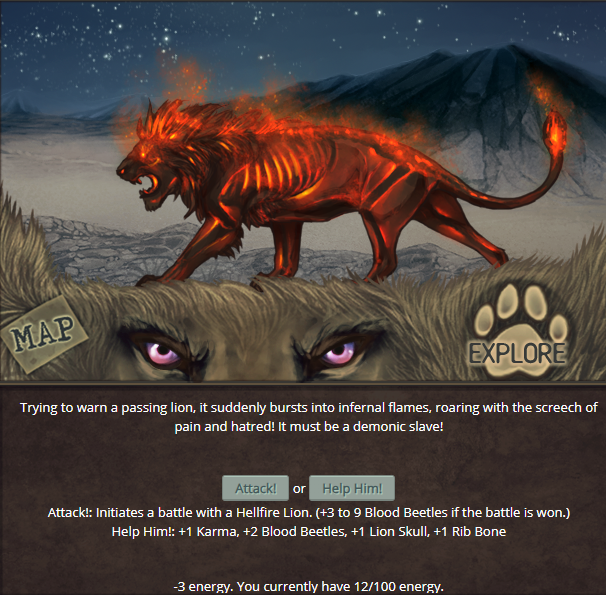 MAP
EXPLORE
Trying to warn a passing lion, it suddenly bursts into infernal flames, roaring with the screech of
pain and hatred! It must be a demonic slave!
Attack! or Help Him!
Attack!: Initiates a battle with a Hellfire Lion. (+3 to 9 Blood Beetles if the battle is won.)
Help Him!: +1 Karma, +2 Blood Beetles, +1 Lion Skull, +1 Rib Bone
-3 energy. You currently have 12/100 energy.